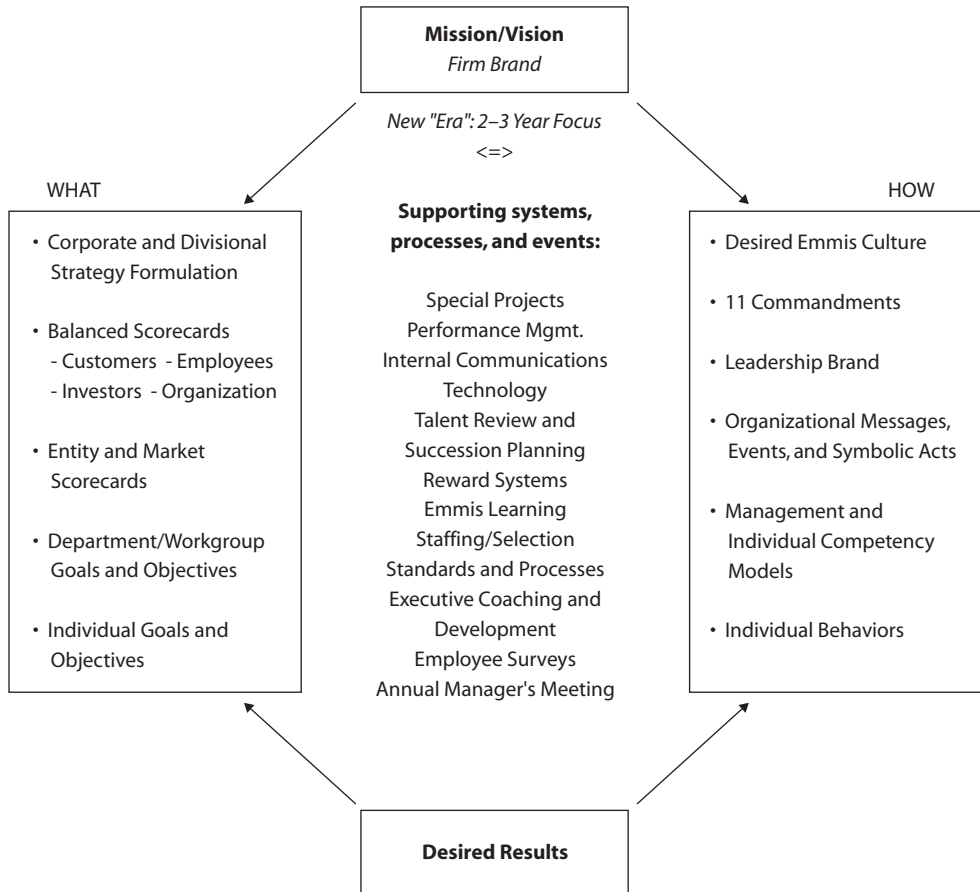 Mission/Vision
Firm Brand
New "Era": 2–3 Year Focus
<=>
WHAT
• Corporate and Divisional
Strategy Formulation
• Balanced Scorecards
- Customers - Employees
- Investors - Organization
• Entity and Market
Scorecards
• Department/Workgroup
Goals and Objectives
• Individual Goals and
Objectives
Supporting systems,
processes, and events:
Special Projects
Performance Mgmt.
Internal Communications
Technology
Talent Review and
Succession Planning
Reward Systems
Emmis Learning
Staffing/Selection
Standards and Processes
Executive Coaching and
Development
Employee Surveys
Annual Manager's Meeting
HOW
• Desired Emmis Culture
• 11 Commandments
• Leadership Brand
• Organizational Messages,
Events, and Symbolic Acts
• Management and
Individual Competency
Models
• Individual Behaviors
Desired Results